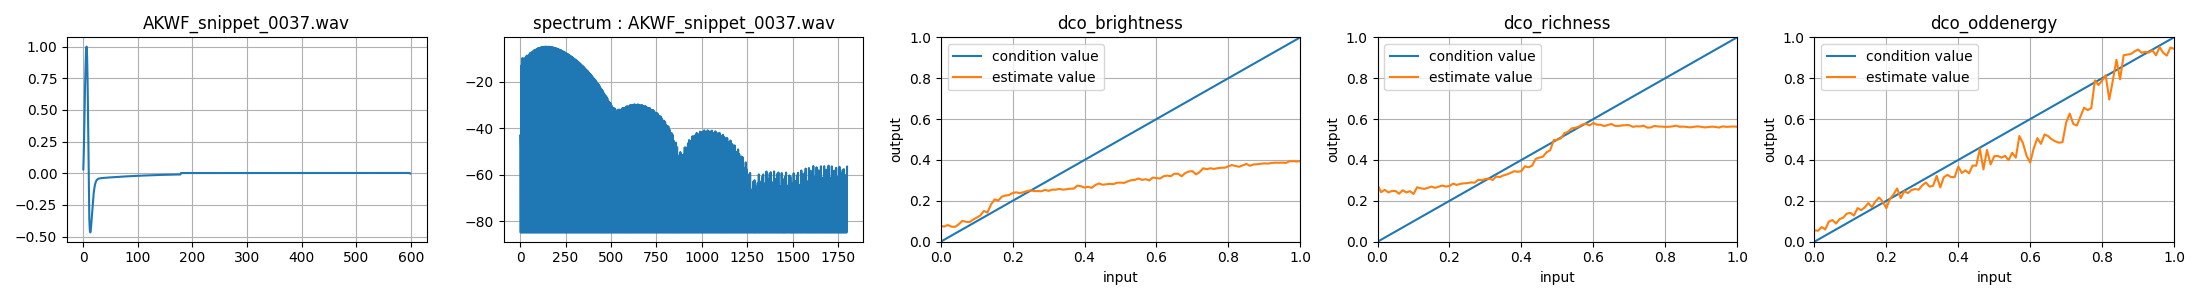 AKWF_snippet_0037.wav
1.00
0.75
0.50
0.25
0.00
−0.25
−0.50
0 100 200 300 400 500 600
spectrum : AKWF_snippet_0037.wav
−20
−40
−60
−80
0 250 500 750 1000 1250 1500 1750
dco_brightness
condition value
estimate value
output
1.0
0.8
0.6
0.4
0.2
0.0
0.0 0.2 0.4 0.6 0.8 1.0
input
dco_richness
condition value
estimate value
output
1.0
0.8
0.6
0.4
0.2
0.0
0.0 0.2 0.4 0.6 0.8 1.0
input
dco_oddenergy
condition value
estimate value
output
1.0
0.8
0.6
0.4
0.2
0.0
0.0 0.2 0.4 0.6 0.8 1.0
input